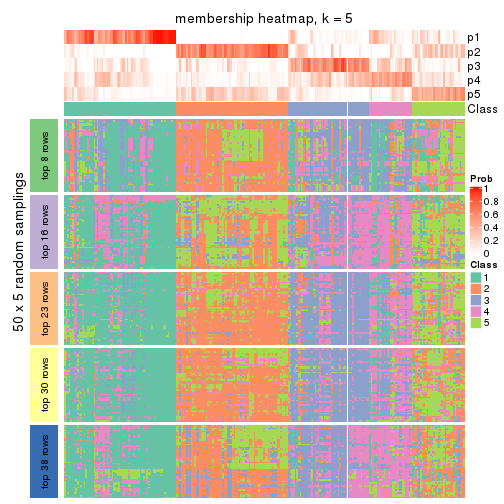 membership heatmap, k = 5
p1
p2
p3
p4
p5
Class
50 x 5 random samplings
top 8 rows
top 16 rows
top 23 rows
top 30 rows
top 38 rows
Prob
1
0.8
0.6
0.4
0.2
0
Class
1
2
3
4
5